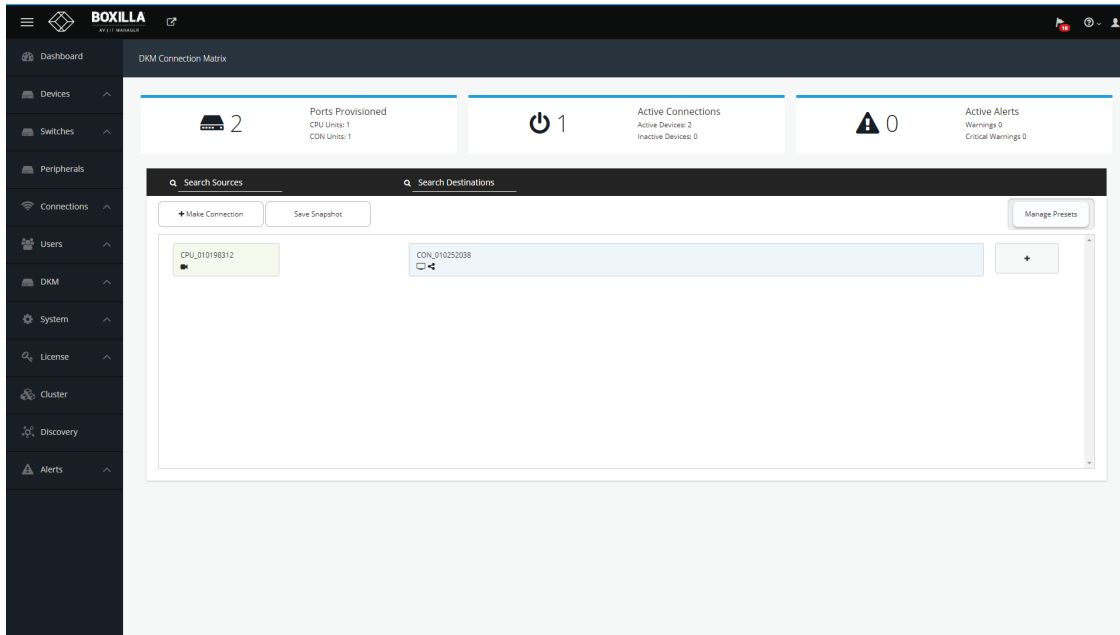 BOXILLA
AV | IT MANAGER
18
Dashboard
Devices
Switches
Peripherals
Connections
Users
DKM
System
License
Cluster
Discovery
Alerts
DKM Connection Matrix
2
Ports Provisioned
CPU Units: 1
CON Units: 1
1
Active Connections
Active Devices: 2
Inactive Devices: 0
0
Active Alerts
Warnings 0
Critical Warnings 0
Search Sources
Search Destinations
+ Make Connection
Save Snapshot
Manage Presets
CPU_010198312
CON_010252038
+